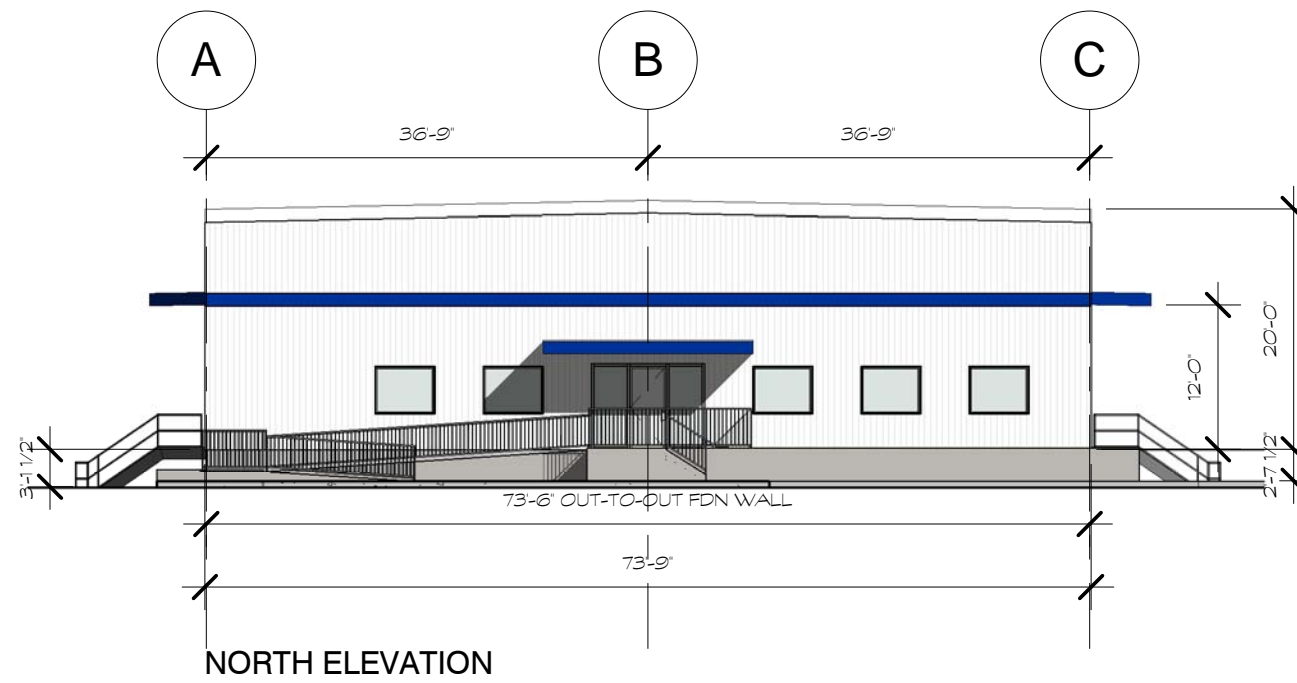 A B C
36'-9" 36'-9"
20'-0"
12'-0"
3'-1 1/2"
2'-7 1/2"
73'-6" OUT-TO-OUT FDN WALL
73'-9"
NORTH ELEVATION